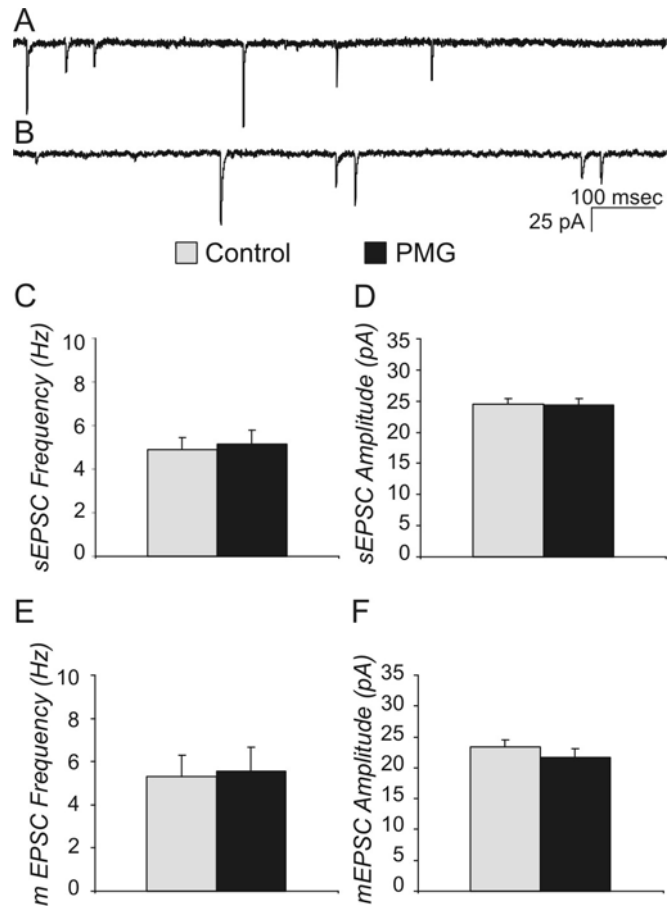 A
B
100 msec
25 pA
Control PMG
C
D
sEPSC Frequency (Hz)
10
8
6
4
2
0
sEPSC Amplitude (pA)
35
30
25
20
15
10
5
0
E
F
m EPSC Frequency (Hz)
10
8
6
4
2
0
mEPSC Amplitude (pA)
35
30
25
20
15
10
5
0